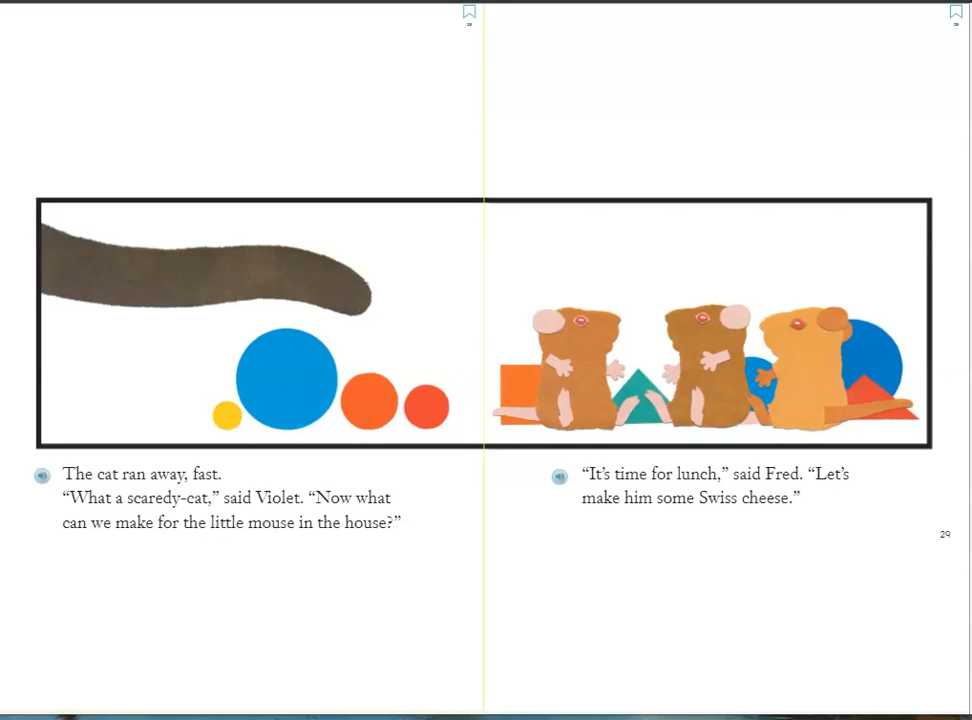 The cat ran away, fast.
“What a scaredy-cat,” said Violet. “Now what
can we make for the little mouse in the house?”
“It’s time for lunch,” said Fred. “Let’s
make him some Swiss cheese.”
29